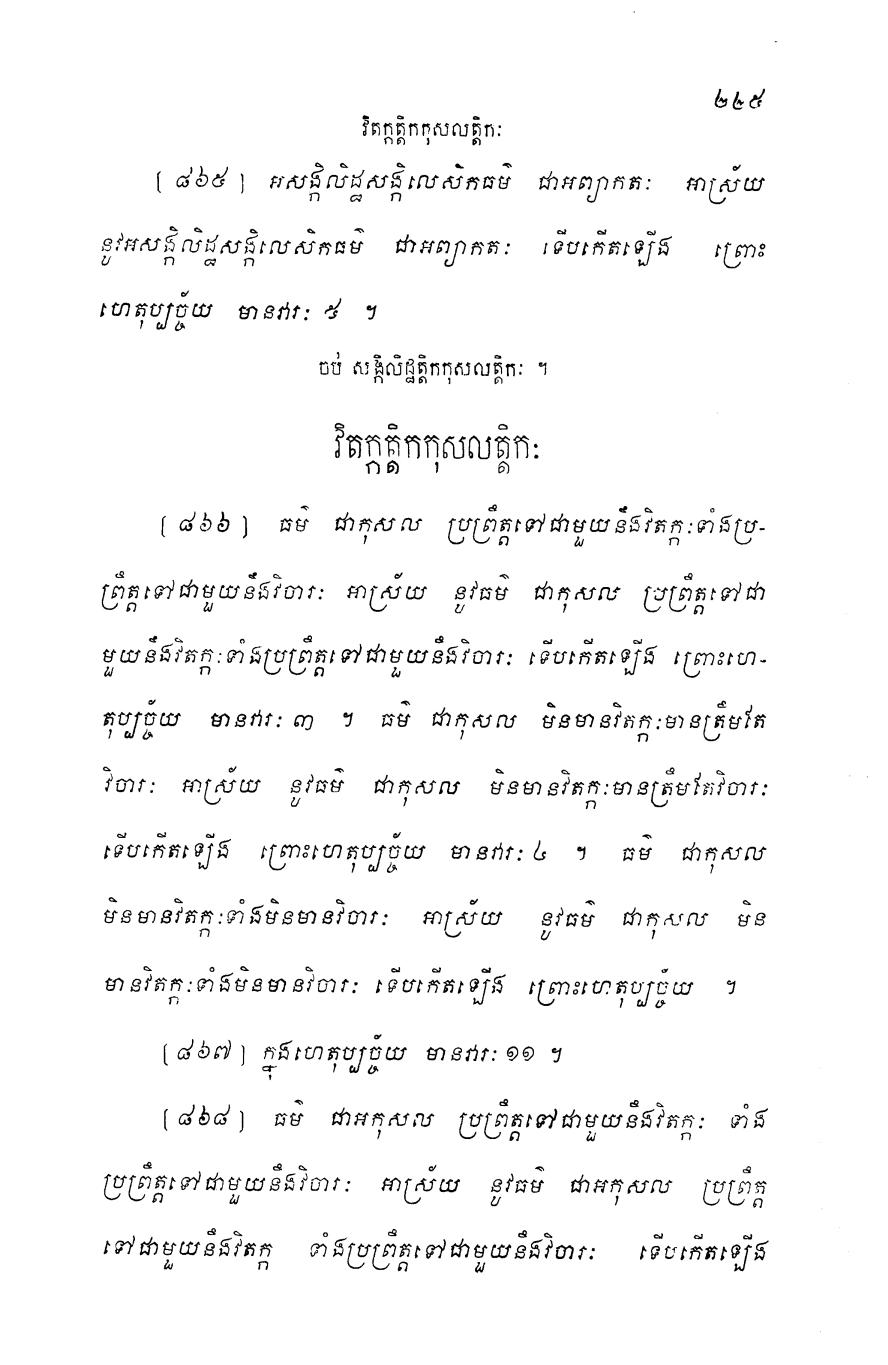 ២២៥
វិតក្កត្តិកកុសលត្តិកៈ
[ ៨៦៥ ] អសង្កិលិដ្ឋសង្កិលេសិកធម៌ ជាអព្យាកតៈ អាស្រ័យ
នូវអសង្កិលិដ្ឋសង្កិលេសិកធម៌ ជាអព្យាកតៈ ទើបកើតឡើង ព្រោះ
ហេតុប្បច្ច័យ មានវារៈ ៥ ។
ចប់ សង្កិលិដ្ឋត្តិកកុសលត្តិកៈ ។
វិតក្កត្តិកកុសលត្តិកៈ
[ ៨៦៦ ] ធម៌ ជាកុសល ប្រព្រឹត្តទៅជាមួយនឹងវិតក្កៈទាំងប្រ-
ព្រឹត្តទៅជាមួយនឹងវិចារៈ អាស្រ័យ នូវធម៌ ជាកុសល ប្រព្រឹត្តទៅជា
មួយនឹងវិតក្កៈទាំងប្រព្រឹត្តទៅជាមួយនឹងវិចារៈ ទើបកើតឡើង ព្រោះហេ-
តុប្បច្ច័យ មានវារៈ ៣ ។ ធម៌ ជាកុសល មិនមានវិតក្កៈមានត្រឹមតែ
វិចារៈ អាស្រ័យ នូវធម៌ ជាកុសល មិនមានវិតក្កៈមានត្រឹមតែវិចារៈ
ទើបកើតឡើង ព្រោះហេតុប្បច្ច័យ មានវារៈ ៤ ។ ធម៌ ជាកុសល
មិនមានវិតក្កៈទាំងមិនមានវិចារៈ អាស្រ័យ នូវធម៌ ជាកុសល មិន
មានវិតក្កៈទាំងមិនមានវិចារៈ ទើបកើតឡើង ព្រោះហេតុប្បច្ច័យ ។
[ ៨៦៧ ] ក្នុងហេតុប្បច្ច័យ មានវារៈ ១១ ។
[ ៨៦៨ ] ធម៌ ជាអកុសល ប្រព្រឹត្តទៅជាមួយនឹងវិតក្កៈ ទាំង
ប្រព្រឹត្តទៅជាមួយនឹងវិចារៈ អាស្រ័យ នូវធម៌ ជាអកុសល ប្រព្រឹត្ត
ទៅជាមួយនឹងវិតក្ក ទាំងប្រព្រឹត្តទៅជាមួយនឹងវិចារៈ ទើបកើតឡើង